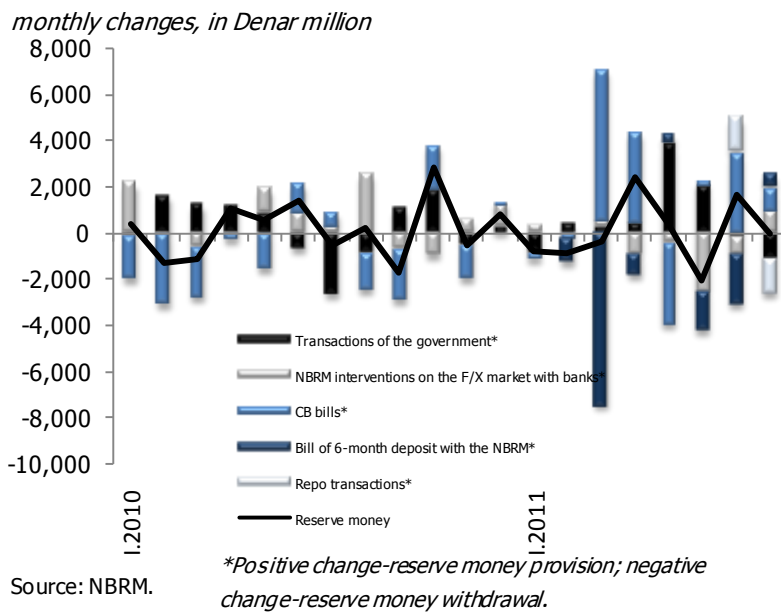 monthly changes, in Denar million
8,000
6,000
4,000
2,000
0
-2,000
-4,000
-6,000
-8,000
-10,000
Transactions of the government*
NBRM interventions on the F/X market with banks*
CB bills*
Bill of 6-month deposit with the NBRM*
Repo transactions*
Reserve money
I.2010
I.2011
*Positive change-reserve money provision; negative
change-reserve money withdrawal.
Source: NBRM.